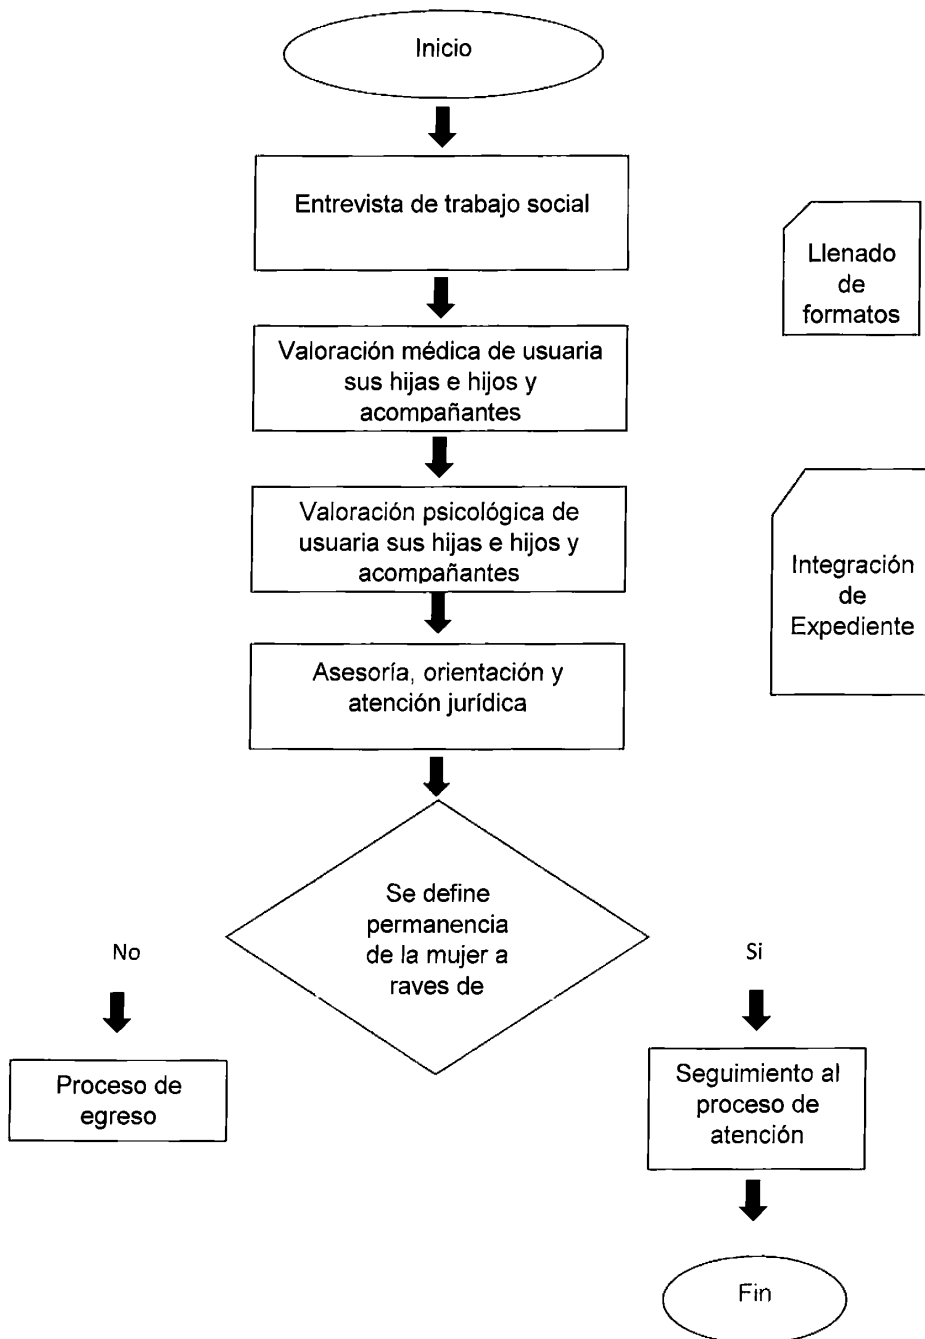 Inicio
Entrevista de trabajo social
Llenado
de
formatos
Valoración médica de usuaria
sus hijas e hijos y
acompañantes
Valoración psicológica de
usuaria sus hijas e hijos y
acompañantes
Integración
de
Expediente
Asesoría, orientación y
atención jurídica
Se define
permanencia
de la mujer a
raves de
No
Si
Proceso de
egreso
Seguimiento al
proceso de
atención
Fin